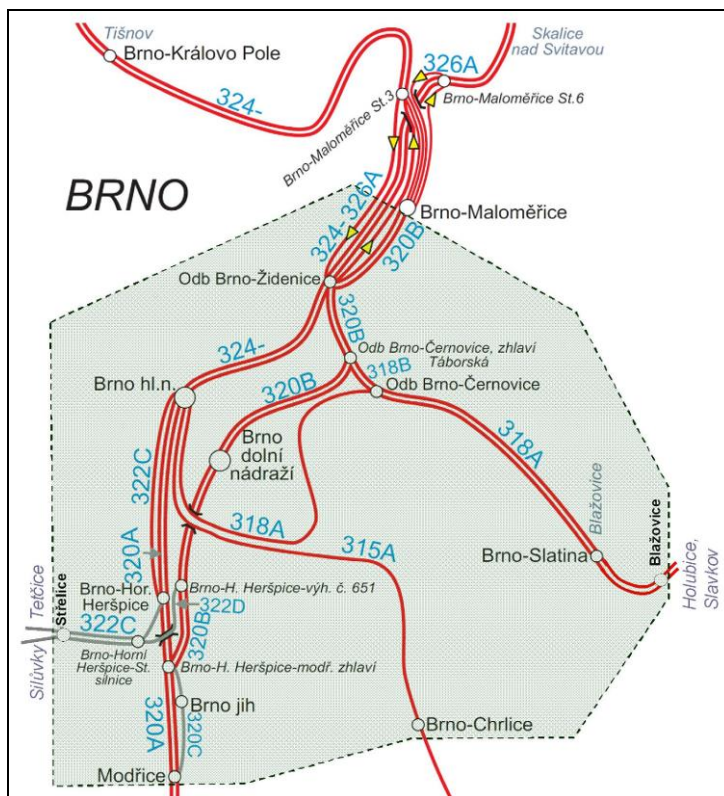 Tišnov
Brno-Královo Pole
324-
Skalice
nad Svitavou
326A
Brno-Maloměřice St.6
Brno-Maloměřice St.3
BRNO
324- 326A
Brno-Maloměřice
320B
Odb Brno-Židenice
320B
Odb Brno-Černovice, zhlaví
Táborská
318B
Odb Brno-Černovice
324-
Brno hl.n.
320B
Brno
dolní
nádraží
322C
318A
318A
315A
320A
Blažovice
Brno-Slatina
Blažovice
Holubice,
Slavkov
Brno-Hor.
Heršpice
Brno-H. Heršpice-výh. č. 651
322D
Tetčice
Střelice
Silůvky
322C
320B
Brno-Horní
Heršpice-St.
silnice
Brno-H. Heršpice-modř. zhlaví
320A
Brno jih
320C
Brno-Chrlice
Modřice